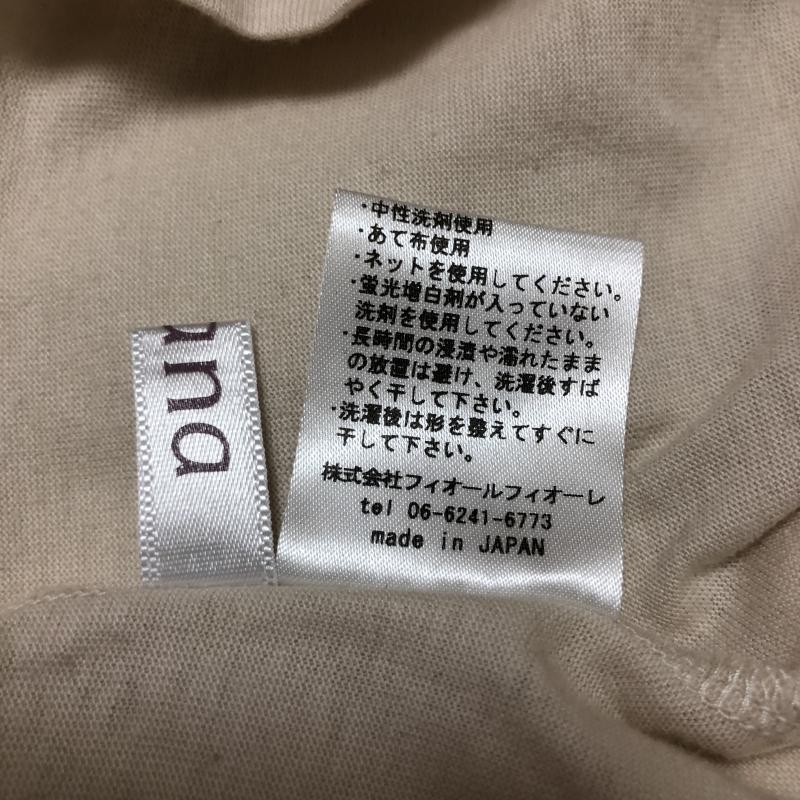 una
・中性洗剤使用
・あて布使用
・ネットを使用してください。
・蛍光増白剤が入っていない
洗剤を使用してください。
・長時間の浸漬や濡れたまま
の放置は避け、洗濯後すば
やく干して下さい。
・洗濯後は形を整えてすぐに
干して下さい。
株式会社フィオールフィオーレ
tel 06-6241-6773
made in JAPAN